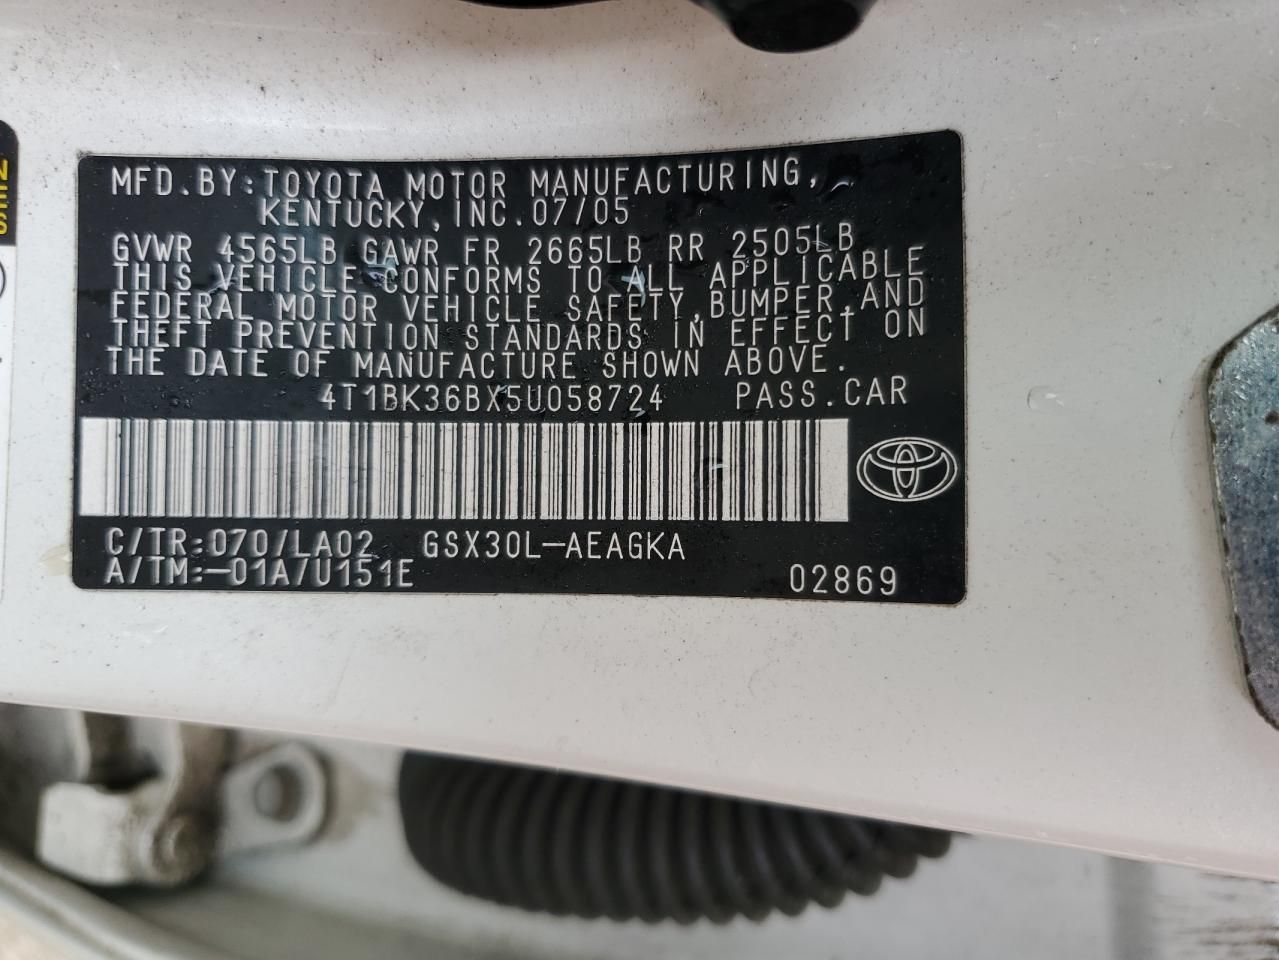 MFD.BY:TOYOTA MOTOR MANUFACTURING,
KENTUCKY,INC.07/05
GVWR 4565LB GAWR FR 2665LB RR 2505LB
THIS VEHICLE CONFORMS TO ALL APPLICABLE
FEDERAL MOTOR VEHICLE SAFETY,BUMPER,AND
THEFT PREVENTION STANDARDS IN EFFECT ON
THE DATE OF MANUFACTURE SHOWN ABOVE.
4T1BK36BX5U058724 PASS.CAR
C/TR:070/LA02 GSX30L-AEAGKA
A/TM:-01A/U151E 02869